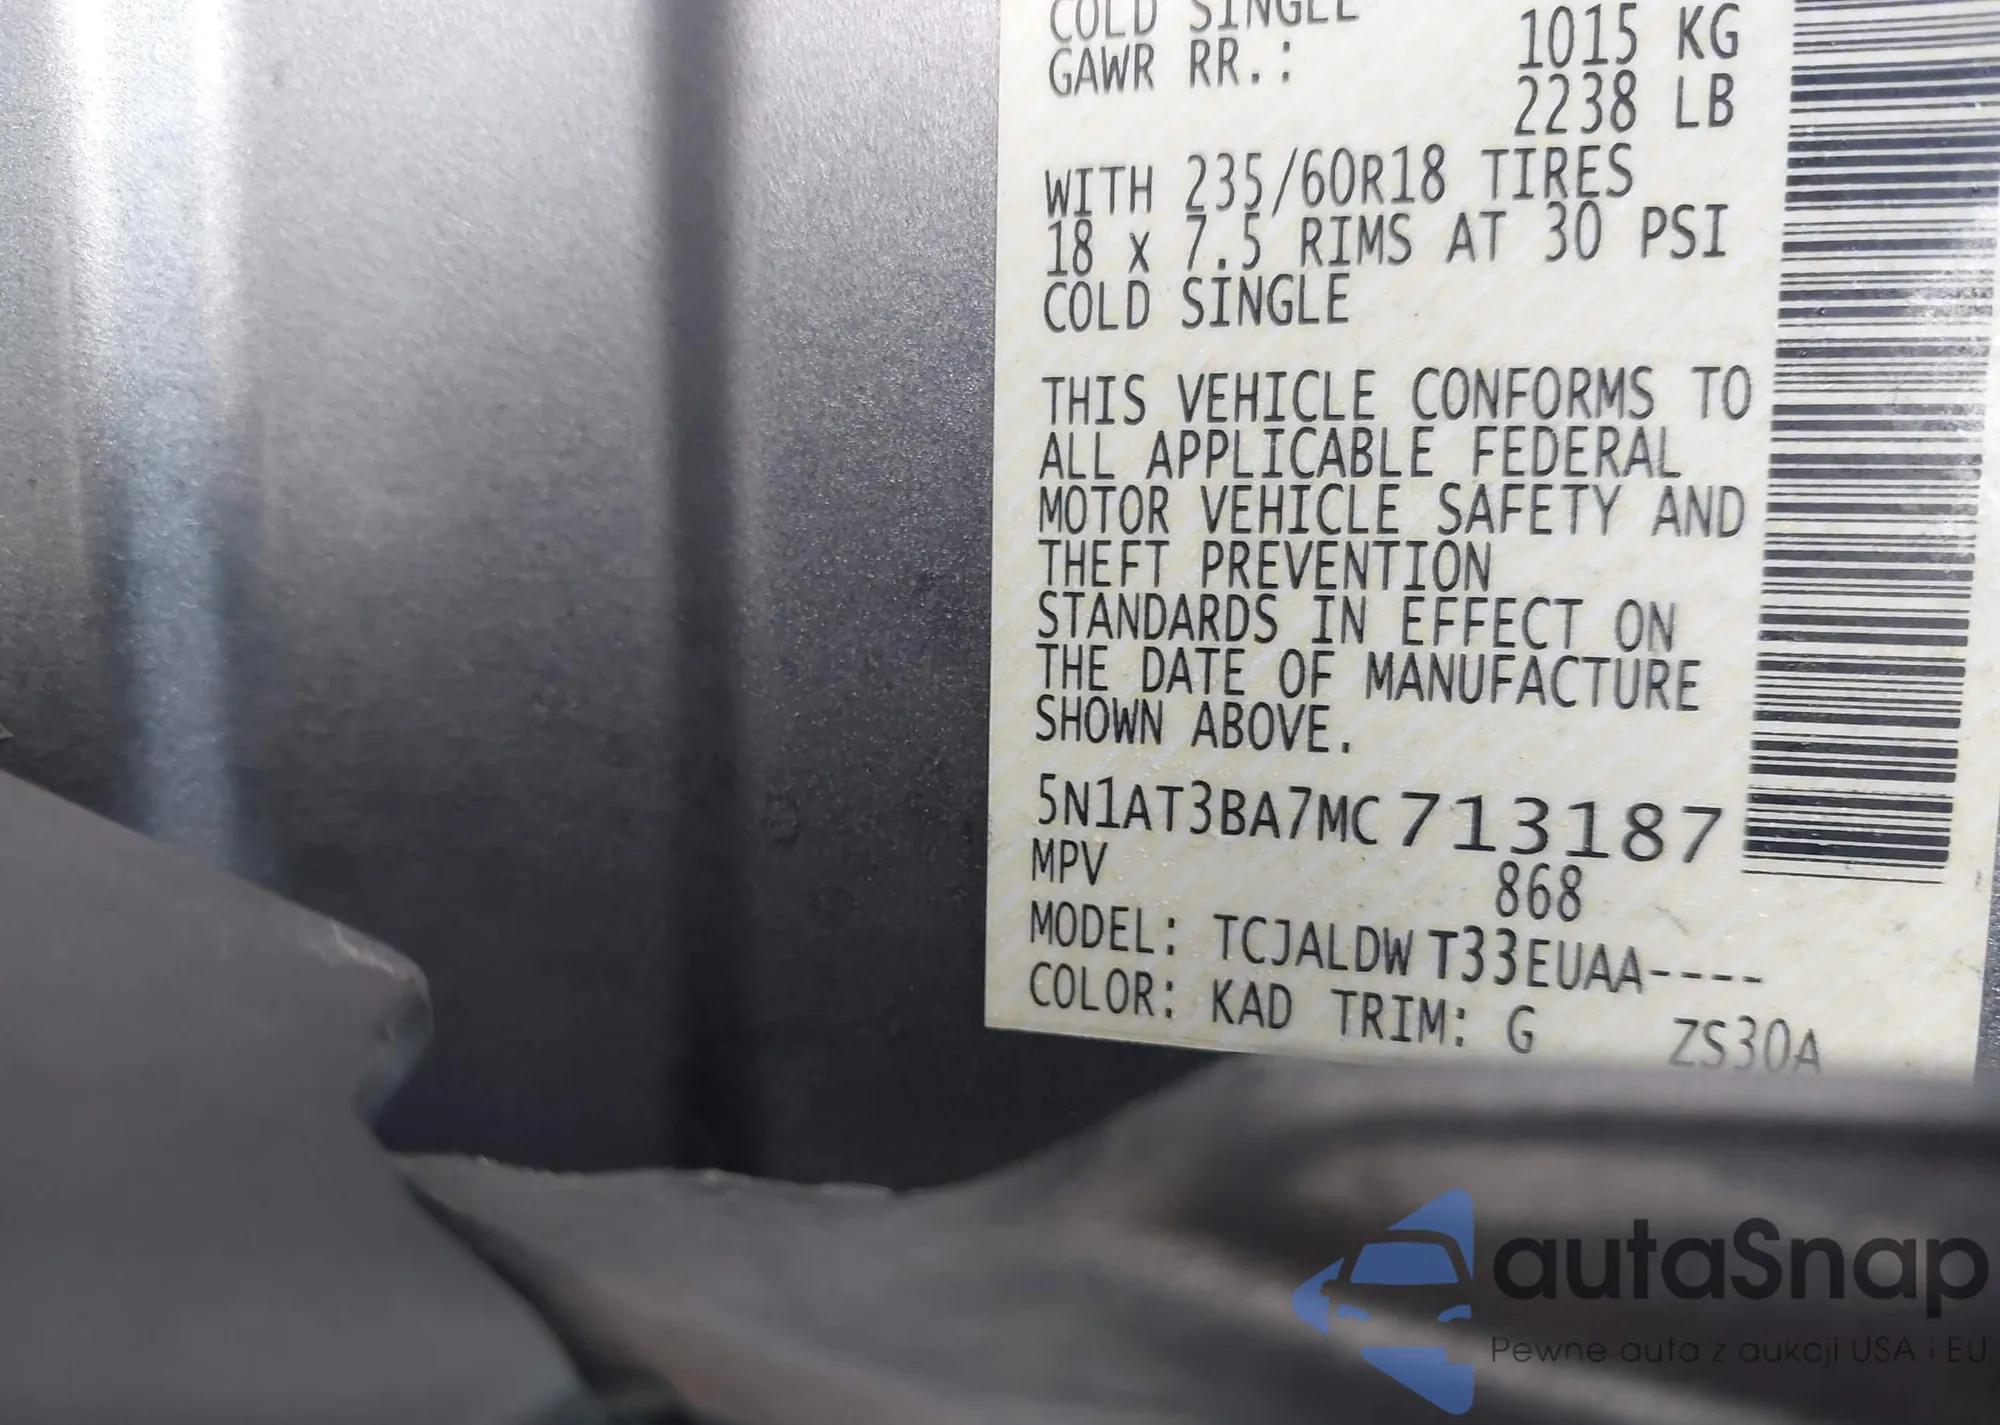 COLD SINGLE
GAWR RR.: 1015 KG
2238 LB
WITH 235/60R18 TIRES
18 x 7.5 RIMS AT 30 PSI
COLD SINGLE
THIS VEHICLE CONFORMS TO
ALL APPLICABLE FEDERAL
MOTOR VEHICLE SAFETY AND
THEFT PREVENTION
STANDARDS IN EFFECT ON
THE DATE OF MANUFACTURE
SHOWN ABOVE.
5N1AT3BA7MC713187
MPV 868
MODEL: TCJALDWT33EUAA----
COLOR: KAD TRIM: G ZS30A
autaSnap
Pewne auta z aukcji USA i EU